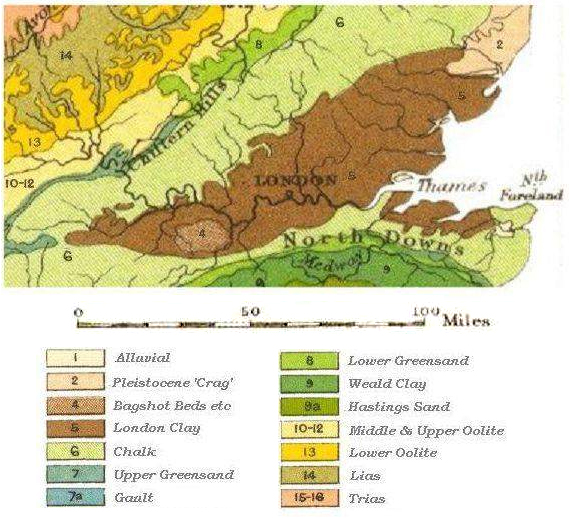 Avon
6
8
2
14
Chiltern Hills
5
13
10-12
LONDON
5
Thames
Nth
Foreland
4
North Downs
Medway
6
9
9
0 50 100 Miles
1 Alluvial
2 Pleistocene 'Crag'
4 Bagshot Beds etc
5 London Clay
6 Chalk
7 Upper Greensand
7a Gault
8 Lower Greensand
9 Weald Clay
9a Hastings Sand
10-12 Middle & Upper Oolite
13 Lower Oolite
14 Lias
15-16 Trias